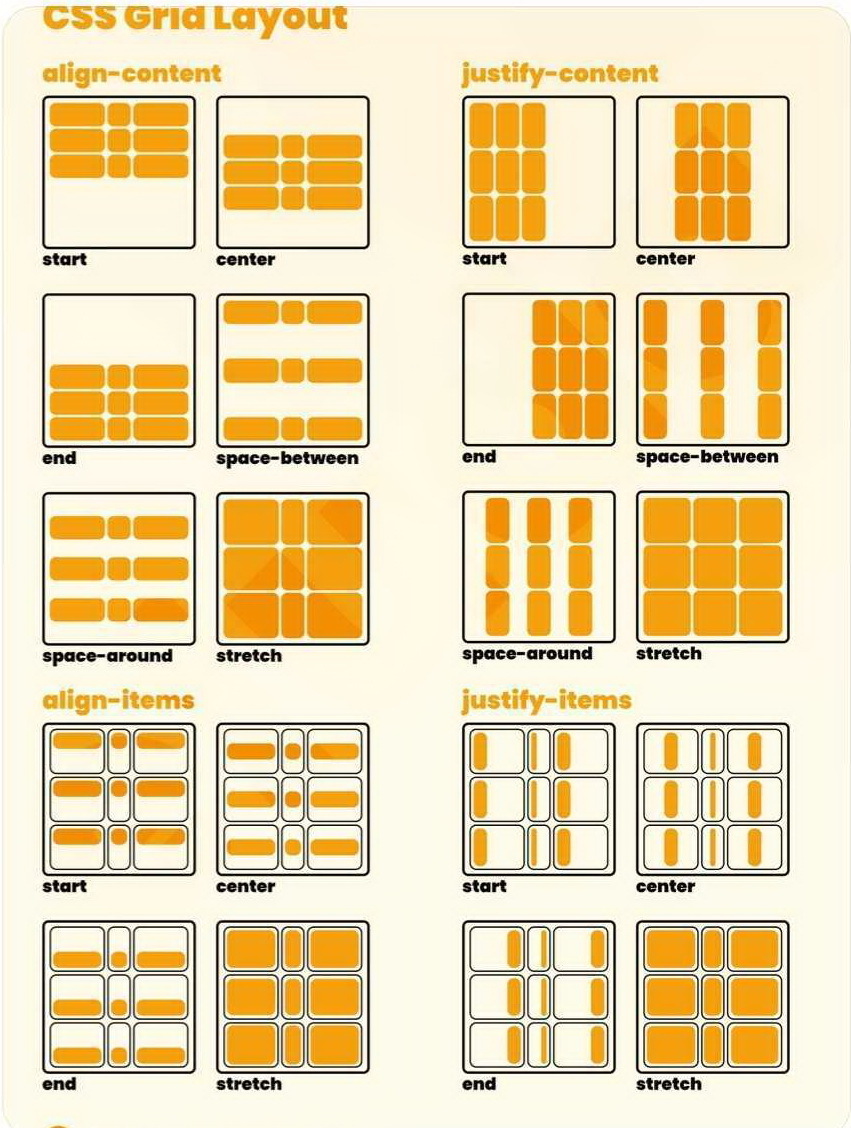 CSS Grid Layout
align-content
start
center
end
space-between
space-around
stretch
justify-content
start
center
end
space-between
space-around
stretch
align-items
start
center
end
stretch
justify-items
start
center
end
stretch